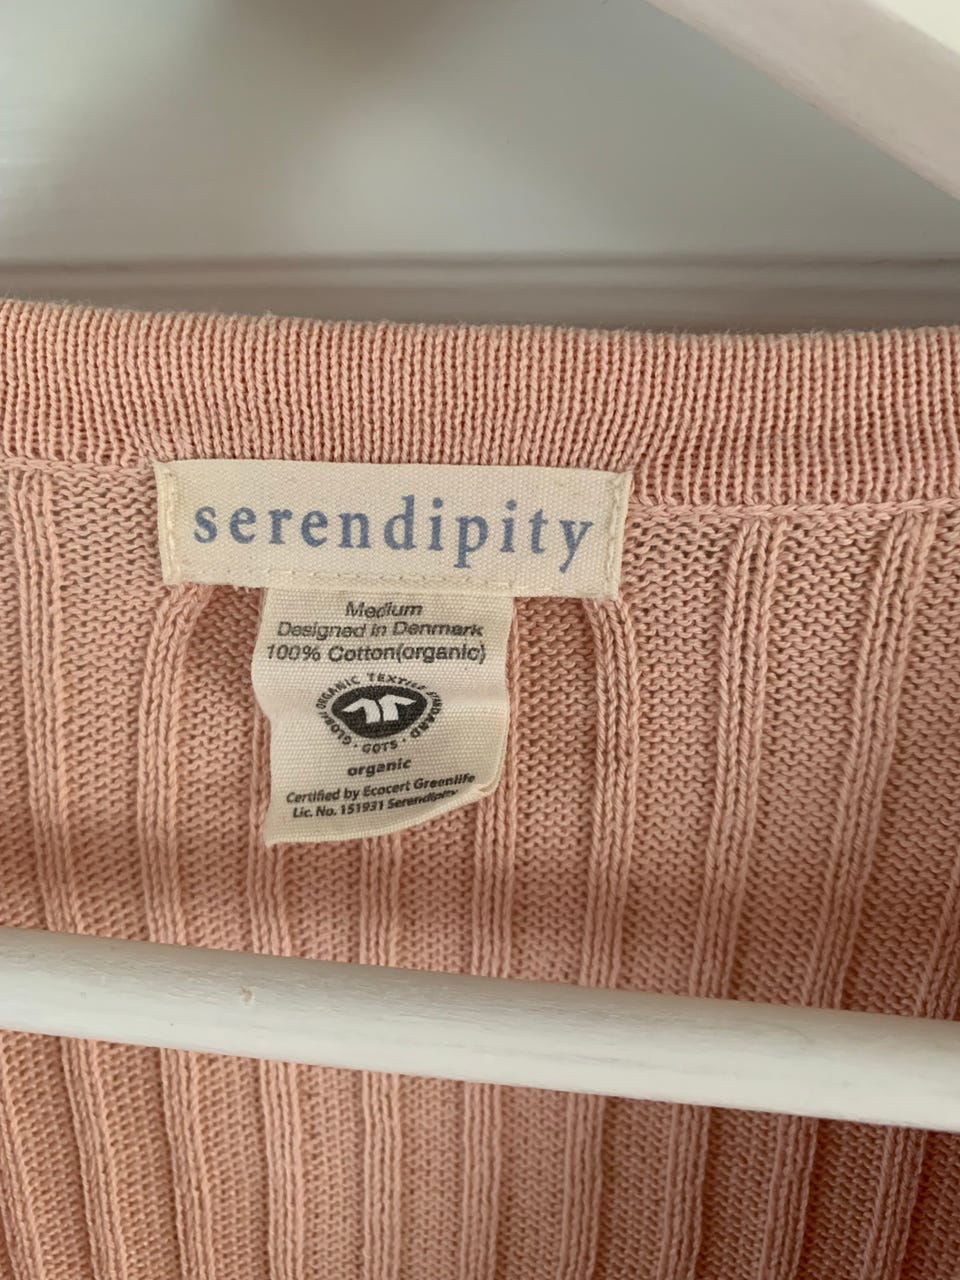 serendipity
Medium
Designed in Denmark
100% Cotton(organic)
GLOBAL ORGANIC TEXTILE STANDARD
· GOTS ·
organic
Certified by Ecocert Greenlife
Lic. No. 151931 Serendipity